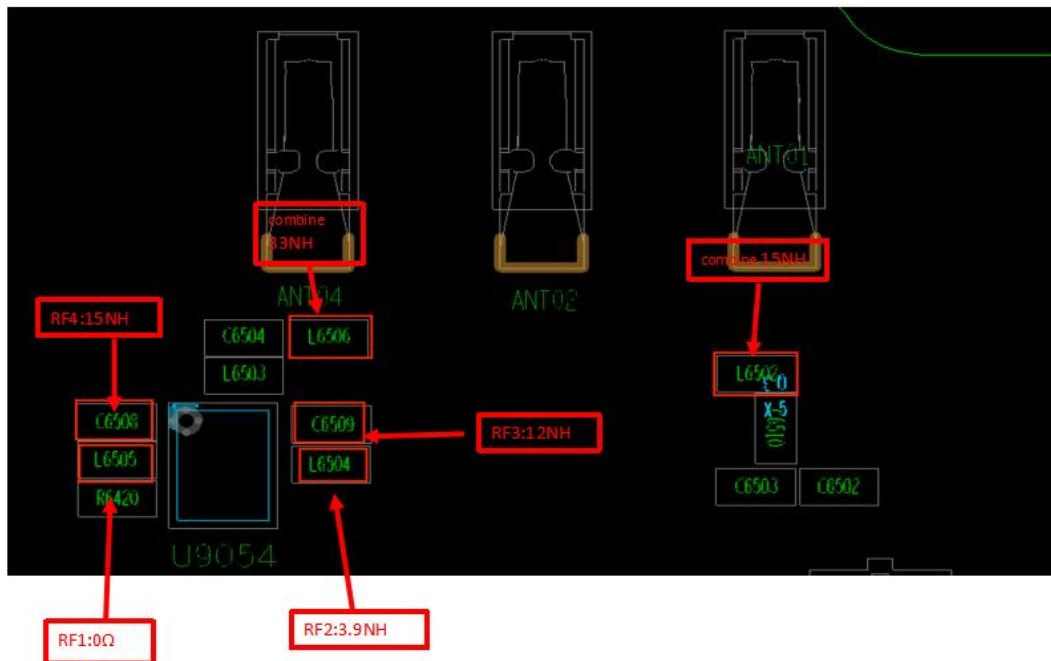 ANT01
combine
33NH
combine 15NH
ANT04
ANT02
RF4:15NH
C6504
L6506
L6503
L6502
C6508
C6509
RF3:12NH
X-5
L6505
L6504
R6420
C6503
C6502
U9054
RF1:0Ω
RF2:3.9NH